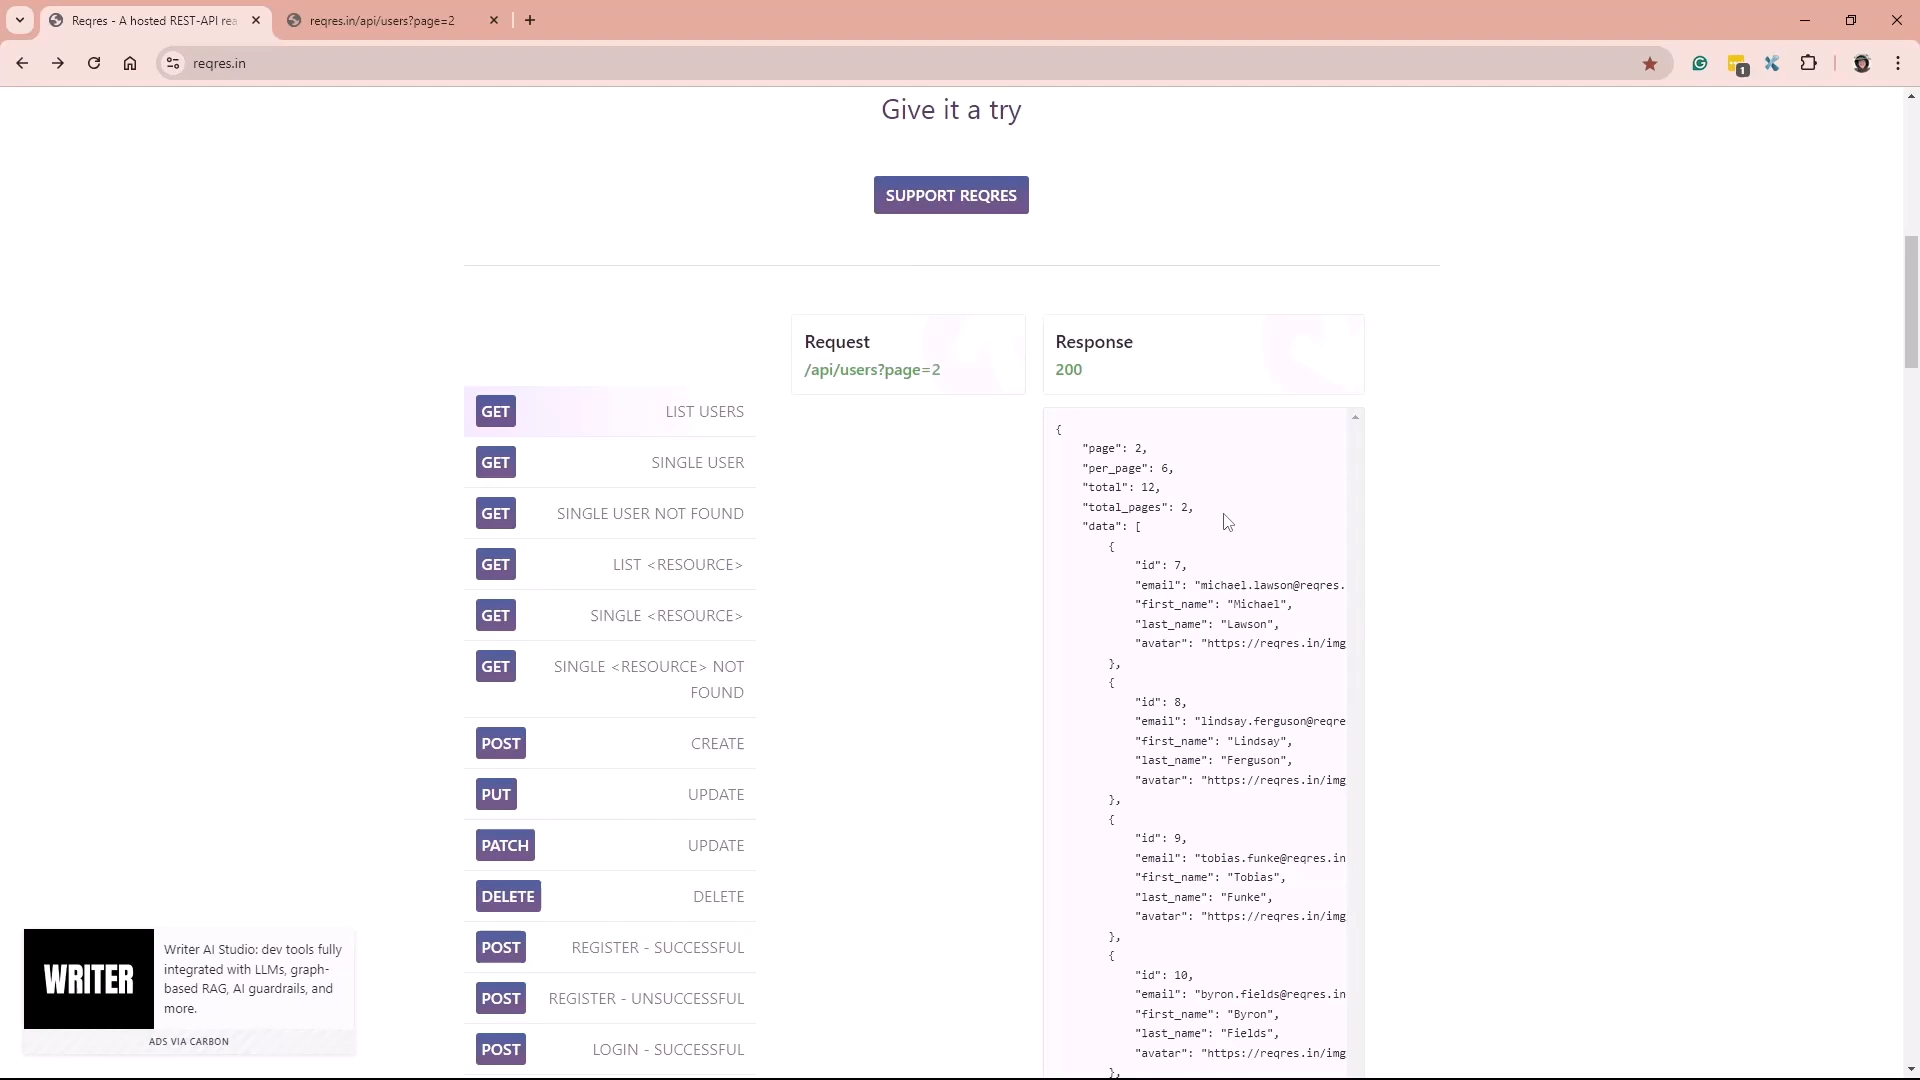 Reqres - A hosted REST-API rea
reqres.in/api/users?page=2
reqres.in
1
Give it a try
SUPPORT REQRES
Request
/api/users?page=2
Response
200
GET LIST USERS
GET SINGLE USER
GET SINGLE USER NOT FOUND
GET LIST <RESOURCE>
GET SINGLE <RESOURCE>
GET SINGLE <RESOURCE> NOT
FOUND
POST CREATE
PUT UPDATE
PATCH UPDATE
DELETE DELETE
POST REGISTER - SUCCESSFUL
POST REGISTER - UNSUCCESSFUL
POST LOGIN - SUCCESSFUL
{
"page": 2,
"per_page": 6,
"total": 12,
"total_pages": 2,
"data": [
{
"id": 7,
"email": "michael.lawson@reqres.
"first_name": "Michael",
"last_name": "Lawson",
"avatar": "https://reqres.in/img
},
{
"id": 8,
"email": "lindsay.ferguson@reqre
"first_name": "Lindsay",
"last_name": "Ferguson",
"avatar": "https://reqres.in/img
},
{
"id": 9,
"email": "tobias.funke@reqres.in
"first_name": "Tobias",
"last_name": "Funke",
"avatar": "https://reqres.in/img
},
{
"id": 10,
"email": "byron.fields@reqres.in
"first_name": "Byron",
"last_name": "Fields",
"avatar": "https://reqres.in/img
},
WRITER
Writer AI Studio: dev tools fully
integrated with LLMs, graph-
based RAG, AI guardrails, and
more.
ADS VIA CARBON